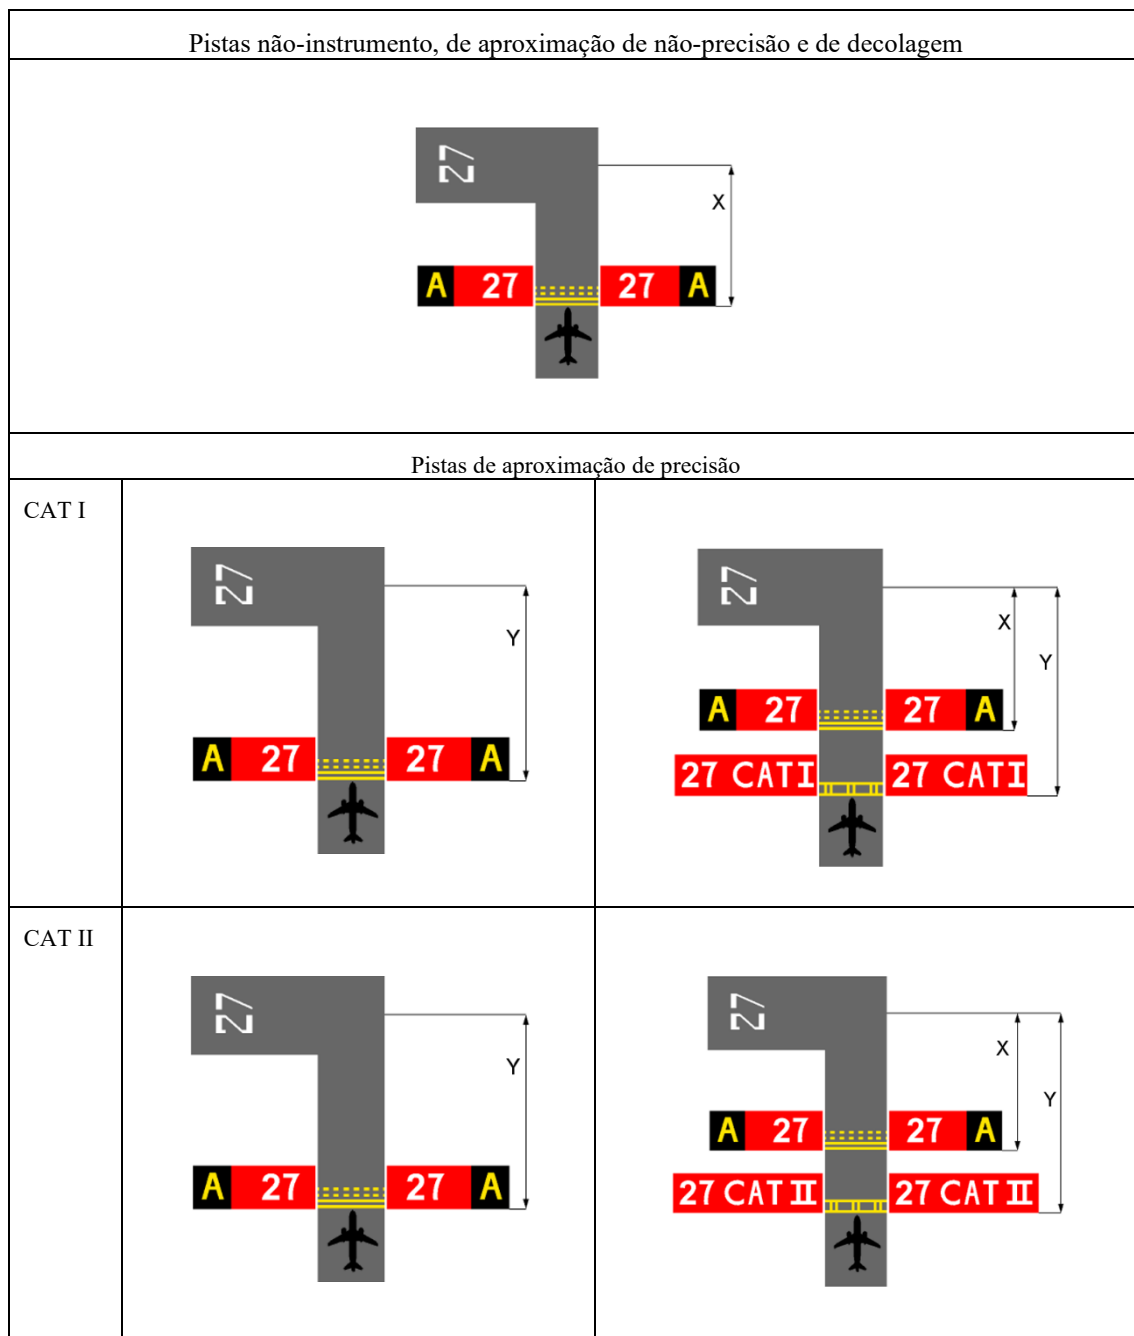 Pistas não-instrumento, de aproximação de não-precisão e de decolagem
27
X
A 27 27 A
Pistas de aproximação de precisão
CAT I
27
Y
A 27 27 A
27
X
Y
A 27 27 A
27 CAT I 27 CAT I
CAT II
27
Y
A 27 27 A
27
X
Y
A 27 27 A
27 CAT II 27 CAT II